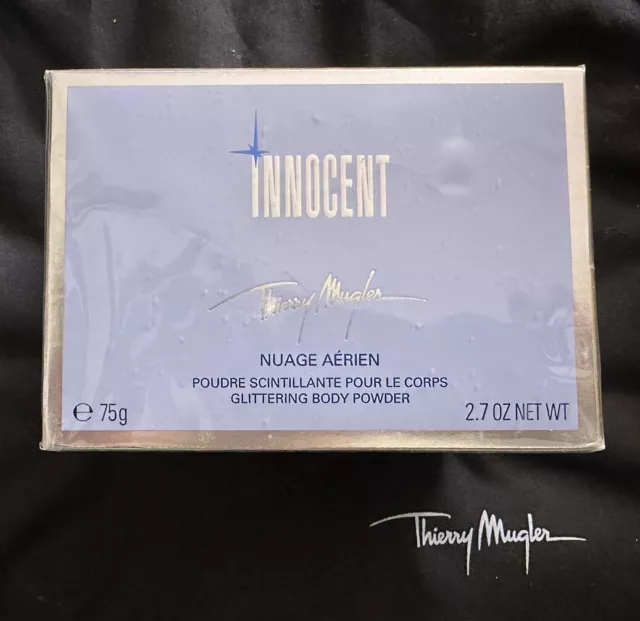 INNOCENT
Thierry Mugler
NUAGE AÉRIEN
POUDRE SCINTILLANTE POUR LE CORPS
GLITTERING BODY POWDER
℮ 75g 2.7 OZ NET WT
Thierry Mugler